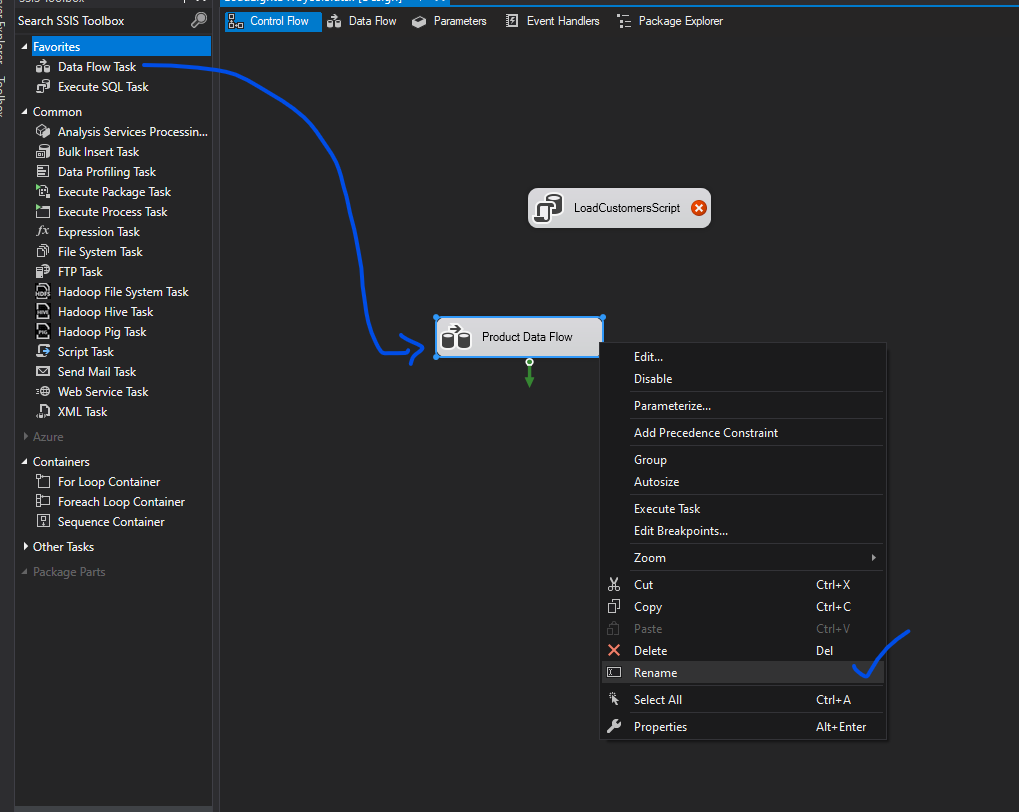 Search SSIS Toolbox
Control Flow
Data Flow
Parameters
Event Handlers
Package Explorer
Favorites
Data Flow Task
Execute SQL Task
Common
Analysis Services Processin...
Bulk Insert Task
Data Profiling Task
Execute Package Task
Execute Process Task
fx Expression Task
File System Task
FTP Task
Hadoop File System Task
Hadoop Hive Task
Hadoop Pig Task
Script Task
Send Mail Task
Web Service Task
XML Task
Azure
Containers
For Loop Container
Foreach Loop Container
Sequence Container
Other Tasks
Package Parts
LoadCustomersScript
Product Data Flow
Edit...
Disable
Parameterize...
Add Precedence Constraint
Group
Autosize
Execute Task
Edit Breakpoints...
Zoom
Cut Ctrl+X
Copy Ctrl+C
Paste Ctrl+V
Delete Del
Rename
Select All Ctrl+A
Properties Alt+Enter